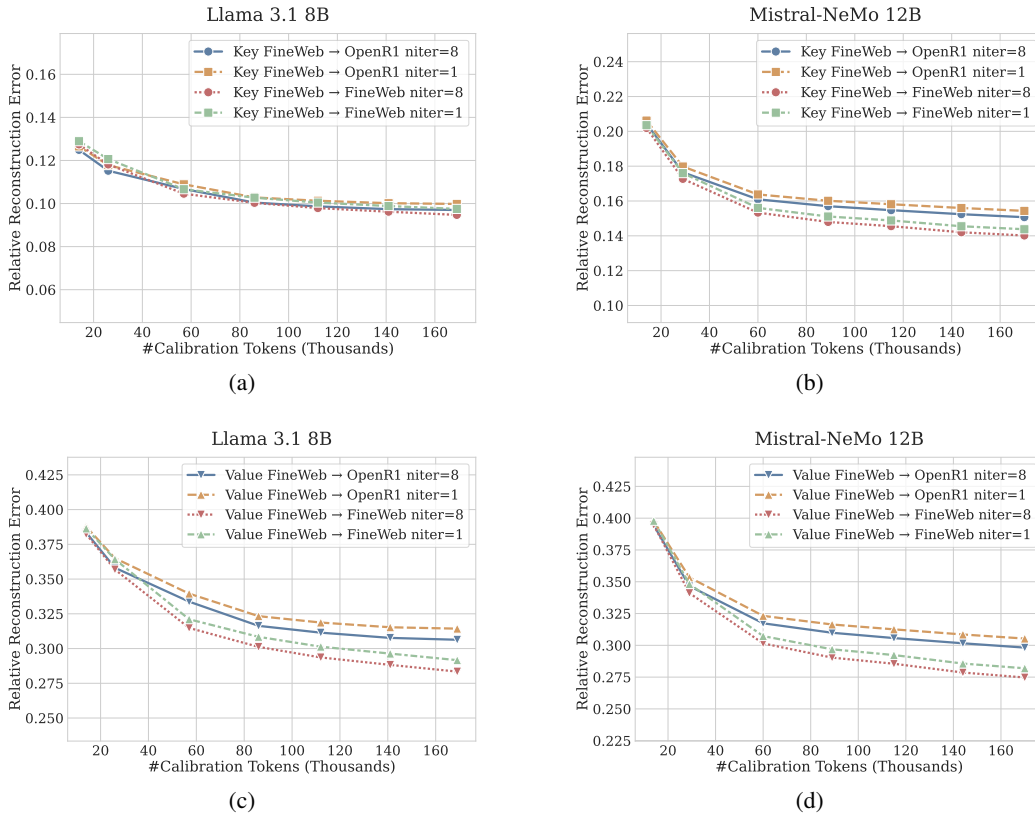 Llama 3.1 8B
Relative Reconstruction Error
0.16
0.14
0.12
0.10
0.08
0.06
Key FineWeb → OpenR1 niter=8
Key FineWeb → OpenR1 niter=1
Key FineWeb → FineWeb niter=8
Key FineWeb → FineWeb niter=1
20 40 60 80 100 120 140 160
#Calibration Tokens (Thousands)
(a)
Mistral-NeMo 12B
Relative Reconstruction Error
0.24
0.22
0.20
0.18
0.16
0.14
0.12
0.10
Key FineWeb → OpenR1 niter=8
Key FineWeb → OpenR1 niter=1
Key FineWeb → FineWeb niter=8
Key FineWeb → FineWeb niter=1
20 40 60 80 100 120 140 160
#Calibration Tokens (Thousands)
(b)
Llama 3.1 8B
Relative Reconstruction Error
0.425
0.400
0.375
0.350
0.325
0.300
0.275
0.250
Value FineWeb → OpenR1 niter=8
Value FineWeb → OpenR1 niter=1
Value FineWeb → FineWeb niter=8
Value FineWeb → FineWeb niter=1
20 40 60 80 100 120 140 160
#Calibration Tokens (Thousands)
(c)
Mistral-NeMo 12B
Relative Reconstruction Error
0.425
0.400
0.375
0.350
0.325
0.300
0.275
0.250
0.225
Value FineWeb → OpenR1 niter=8
Value FineWeb → OpenR1 niter=1
Value FineWeb → FineWeb niter=8
Value FineWeb → FineWeb niter=1
20 40 60 80 100 120 140 160
#Calibration Tokens (Thousands)
(d)